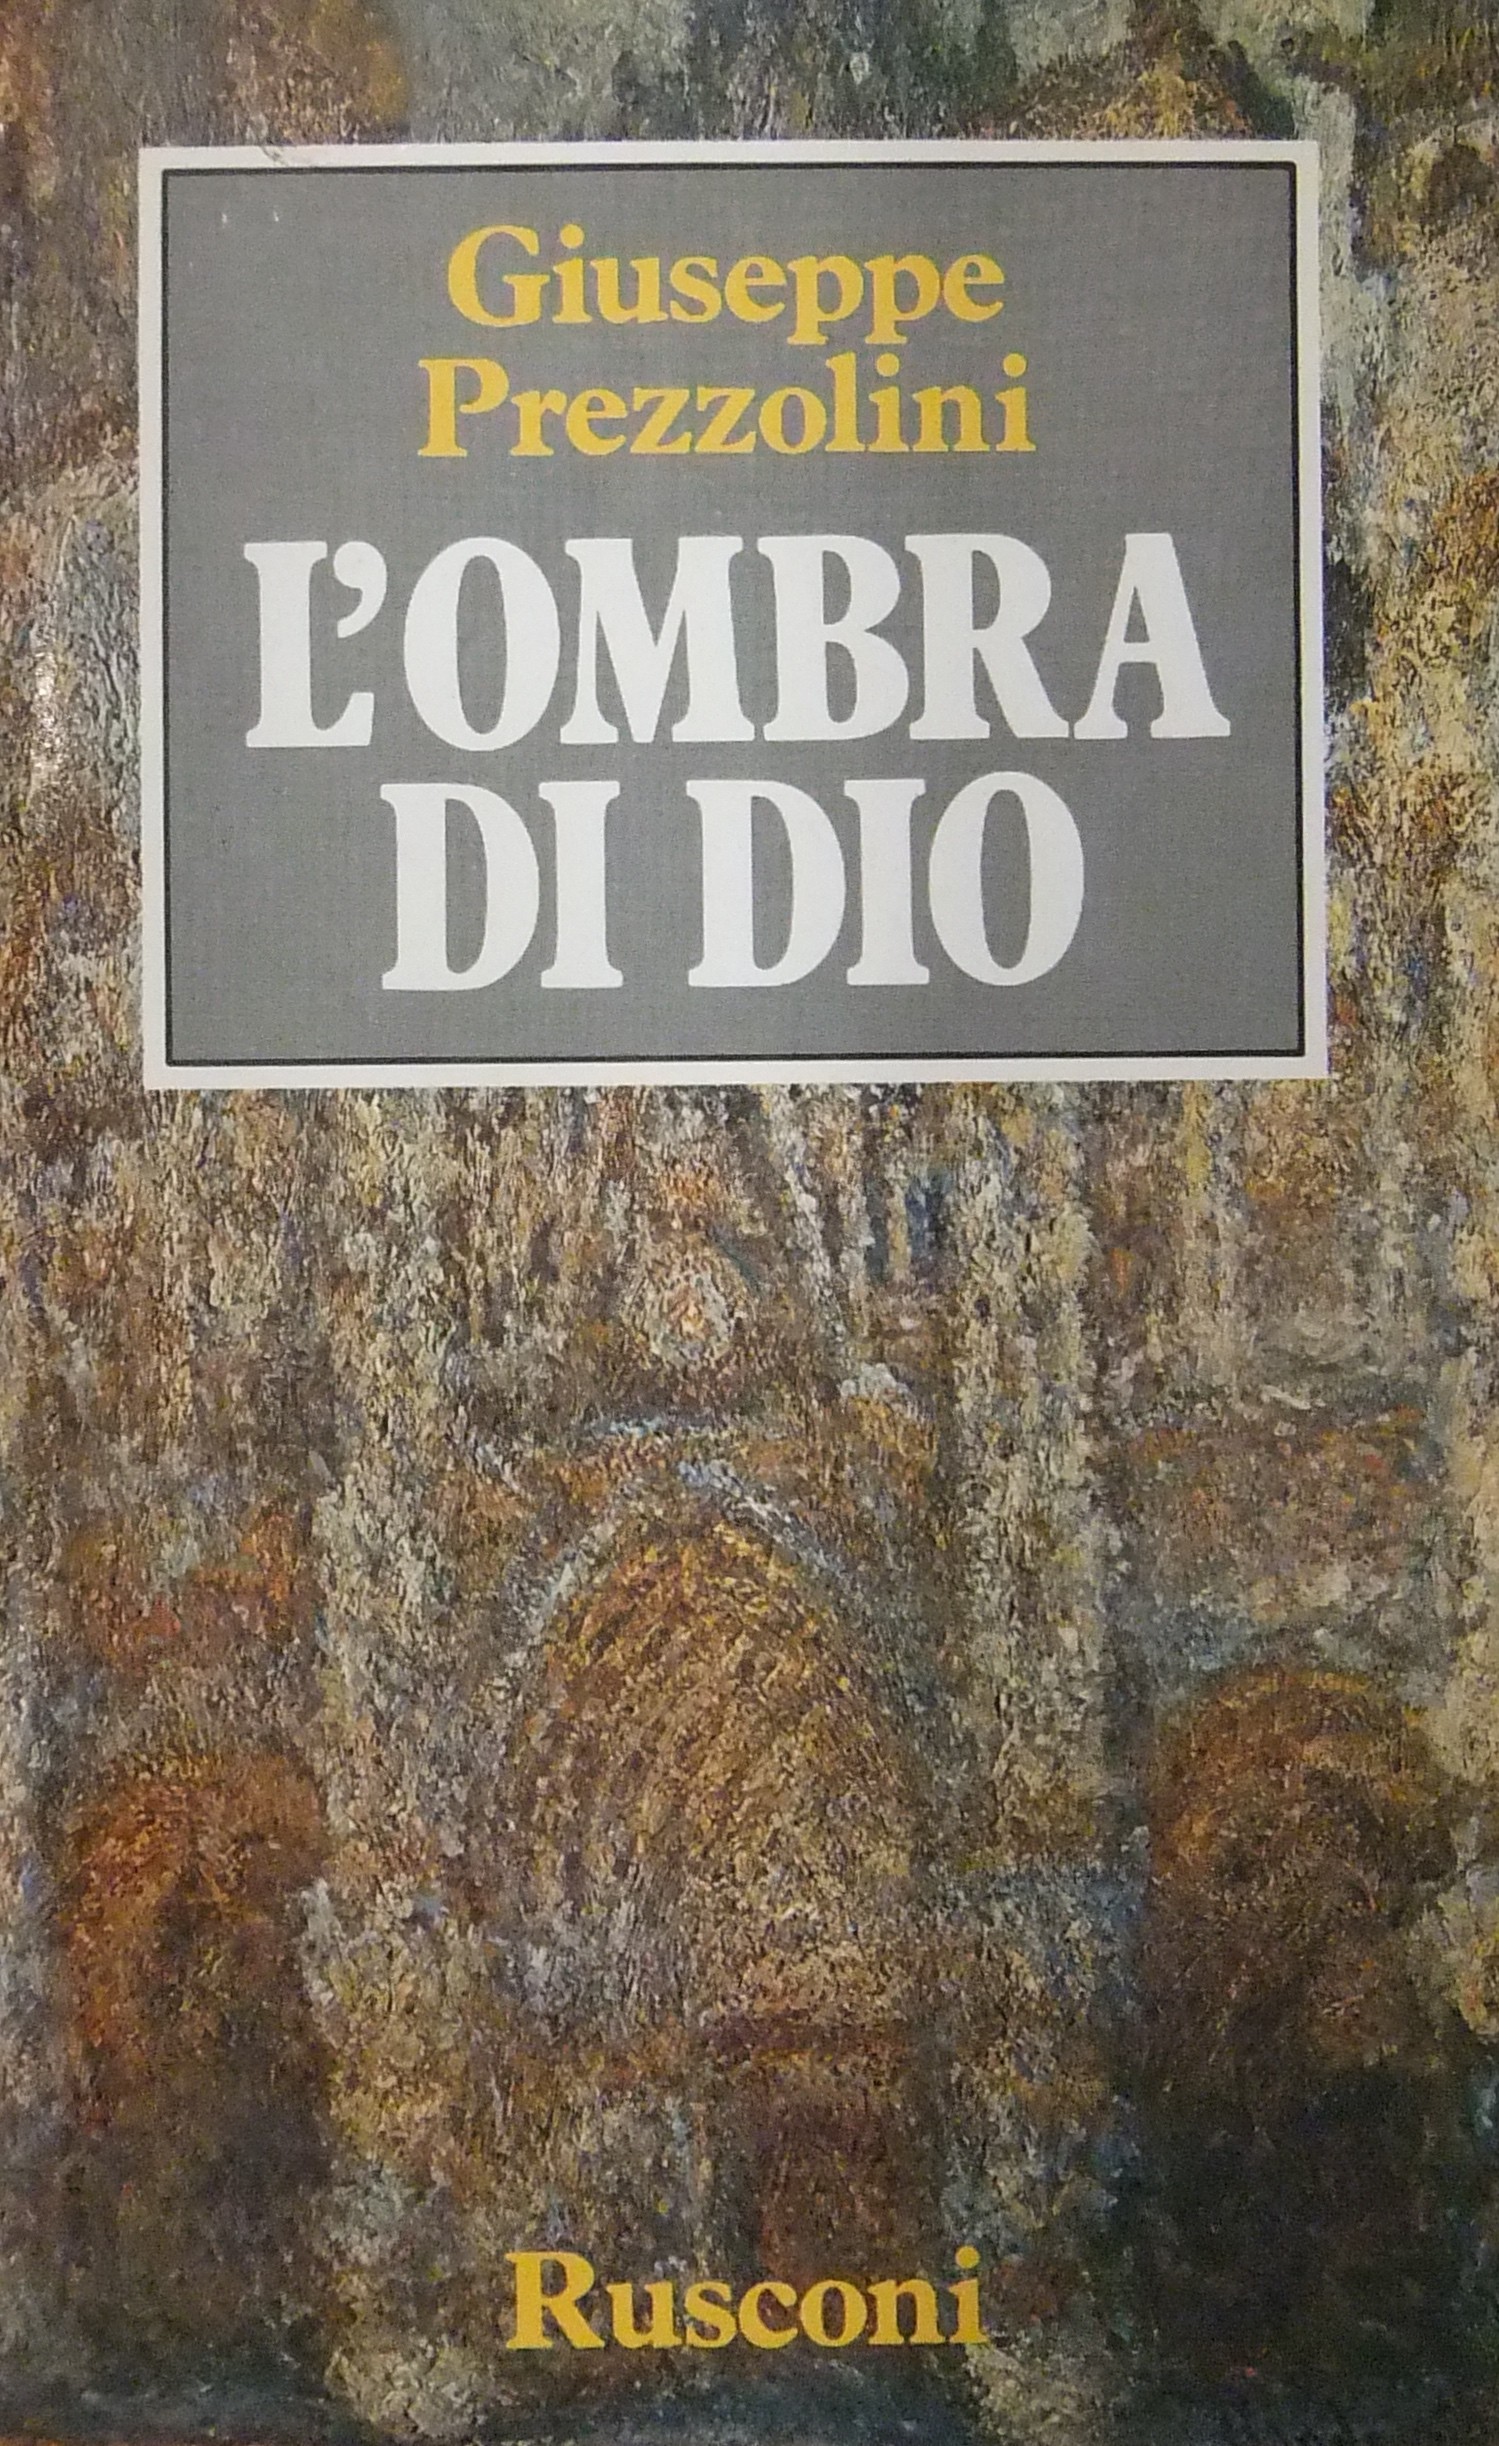 Giuseppe
Prezzolini
L'OMBRA
DI DIO
Rusconi